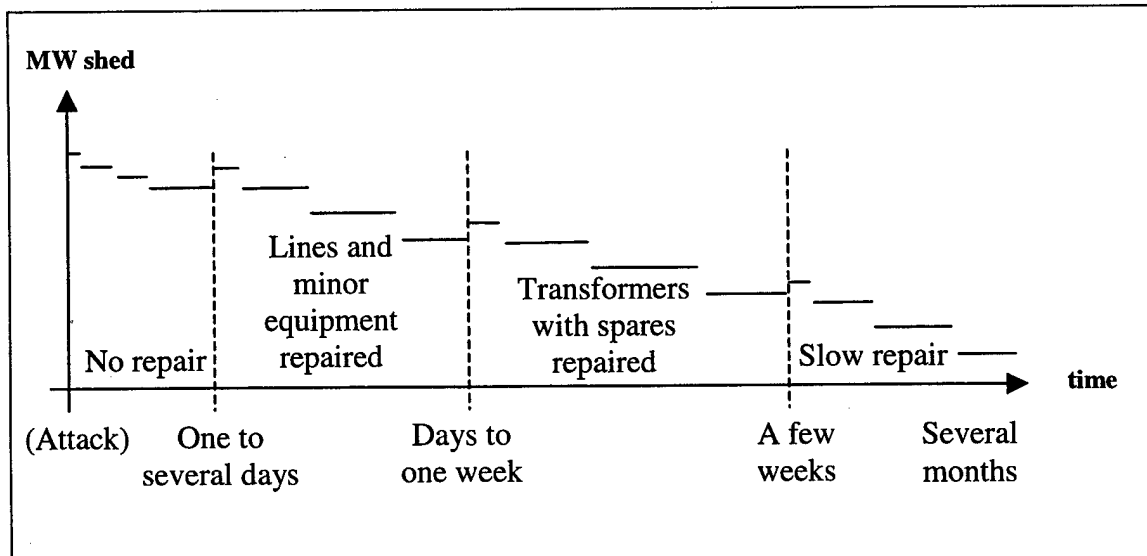 MW shed
Lines and
minor
equipment
repaired
Transformers
with spares
repaired
No repair
Slow repair
time
(Attack)
One to
several days
Days to
one week
A few
weeks
Several
months